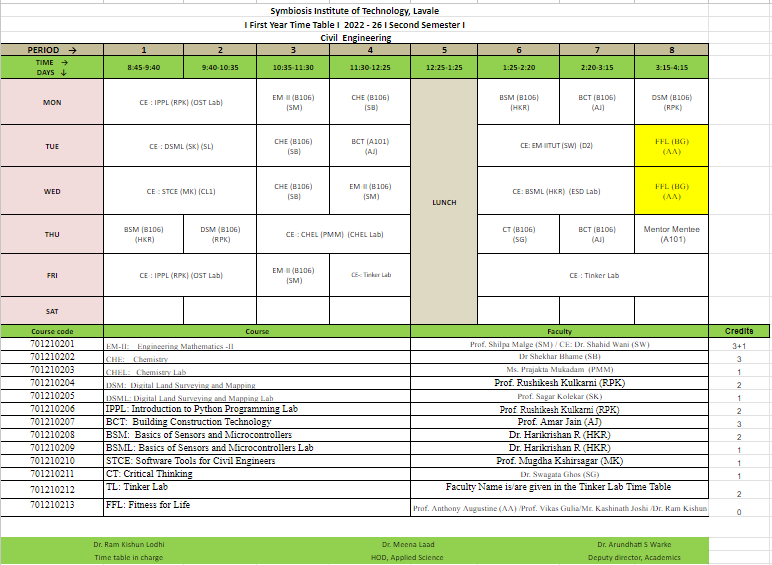 Symbiosis Institute of Technology, Lavale
I First Year Time Table I 2022 - 26 I Second Semester I
Civil Engineering
PERIOD → 1 2 3 4 5 6 7 8
TIME →
DAYS ↓ 8:45-9:40 9:40-10:35 10:35-11:30 11:30-12:25 12:25-1:25 1:25-2:20 2:20-3:15 3:15-4:15
MON CE : IPPL (RPK) (OST Lab) EM II (B106) (SM) CHE (B106) (SB) BSM (B106) (HKR) BCT (B106) (AJ) DSM (B106) (RPK)
TUE CE : DSML (SK) (SL) CHE (B106) (SB) BCT (A101) (AJ) CE: EM IITUT (SW) (D2) FFL (BG) (AA)
WED CE : STCE (MK) (CL1) CHE (B106) (SB) EM II (B106) (SM) LUNCH CE: BSML (HKR) (ESD Lab) FFL (BG) (AA)
THU BSM (B106) (HKR) DSM (B106) (RPK) CE : CHEL (PMM) (CHEL Lab) CT (B106) (SG) BCT (B106) (AJ) Mentor Mentee (A101)
FRI CE : IPPL (RPK) (OST Lab) EM II (B106) (SM) CE-: Tinker Lab CE : Tinker Lab
SAT
Course code Course Faculty Credits
701210201 EM-II: Engineering Mathematics -II Prof. Shilpa Malge (SM) / CE: Dr. Shahid Wani (SW) 3+1
701210202 CHE: Chemistry Dr Shekhar Bhame (SB) 3
701210203 CHEL: Chemistry Lab Ms. Prajakta Mukadam (PMM) 1
701210204 DSM: Digital Land Surveying and Mapping Prof. Rushikesh Kulkarni (RPK) 2
701210205 DSML: Digital Land Surveying and Mapping Lab Prof. Sagar Kolekar (SK) 1
701210206 IPPL: Introduction to Python Programming Lab Prof. Rushikesh Kulkarni (RPK) 2
701210207 BCT: Building Construction Technology Prof. Amar Jain (AJ) 3
701210208 BSM: Basics of Sensors and Microcontrollers Dr. Harikrishan R (HKR) 2
701210209 BSML: Basics of Sensors and Microcontrollers Lab Dr. Harikrishan R (HKR) 1
701210210 STCE: Software Tools for Civil Engineers Prof. Mugdha Kshirsagar (MK) 1
701210211 CT: Critical Thinking Dr. Swagata Ghos (SG) 1
701210212 TL: Tinker Lab Faculty Name is/are given in the Tinker Lab Time Table 2
701210213 FFL: Fitness for Life Prof. Anthony Augustine (AA) /Prof. Vikas Gulia/Mr. Kashinath Joshi /Dr. Ram Kishun 0
Dr. Ram Kishun Lodhi Dr. Meena Laad Dr. Arundhati S Warke
Time table in charge HOD, Applied Science Deputy director, Academics